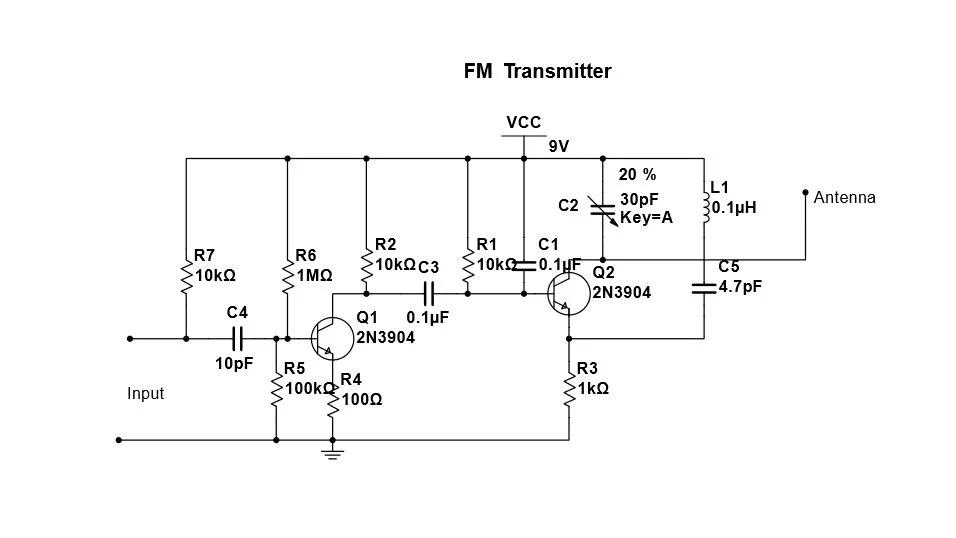 FM Transmitter
VCC
9V
20 %
C2
30pF
Key=A
L1
0.1µH
Antenna
R7
10kΩ
R6
1MΩ
R2
10kΩ
C3
0.1µF
R1
10kΩ
C1
0.1µF
Q2
2N3904
C5
4.7pF
C4
10pF
Q1
2N3904
R5
100kΩ
R4
100Ω
R3
1kΩ
Input